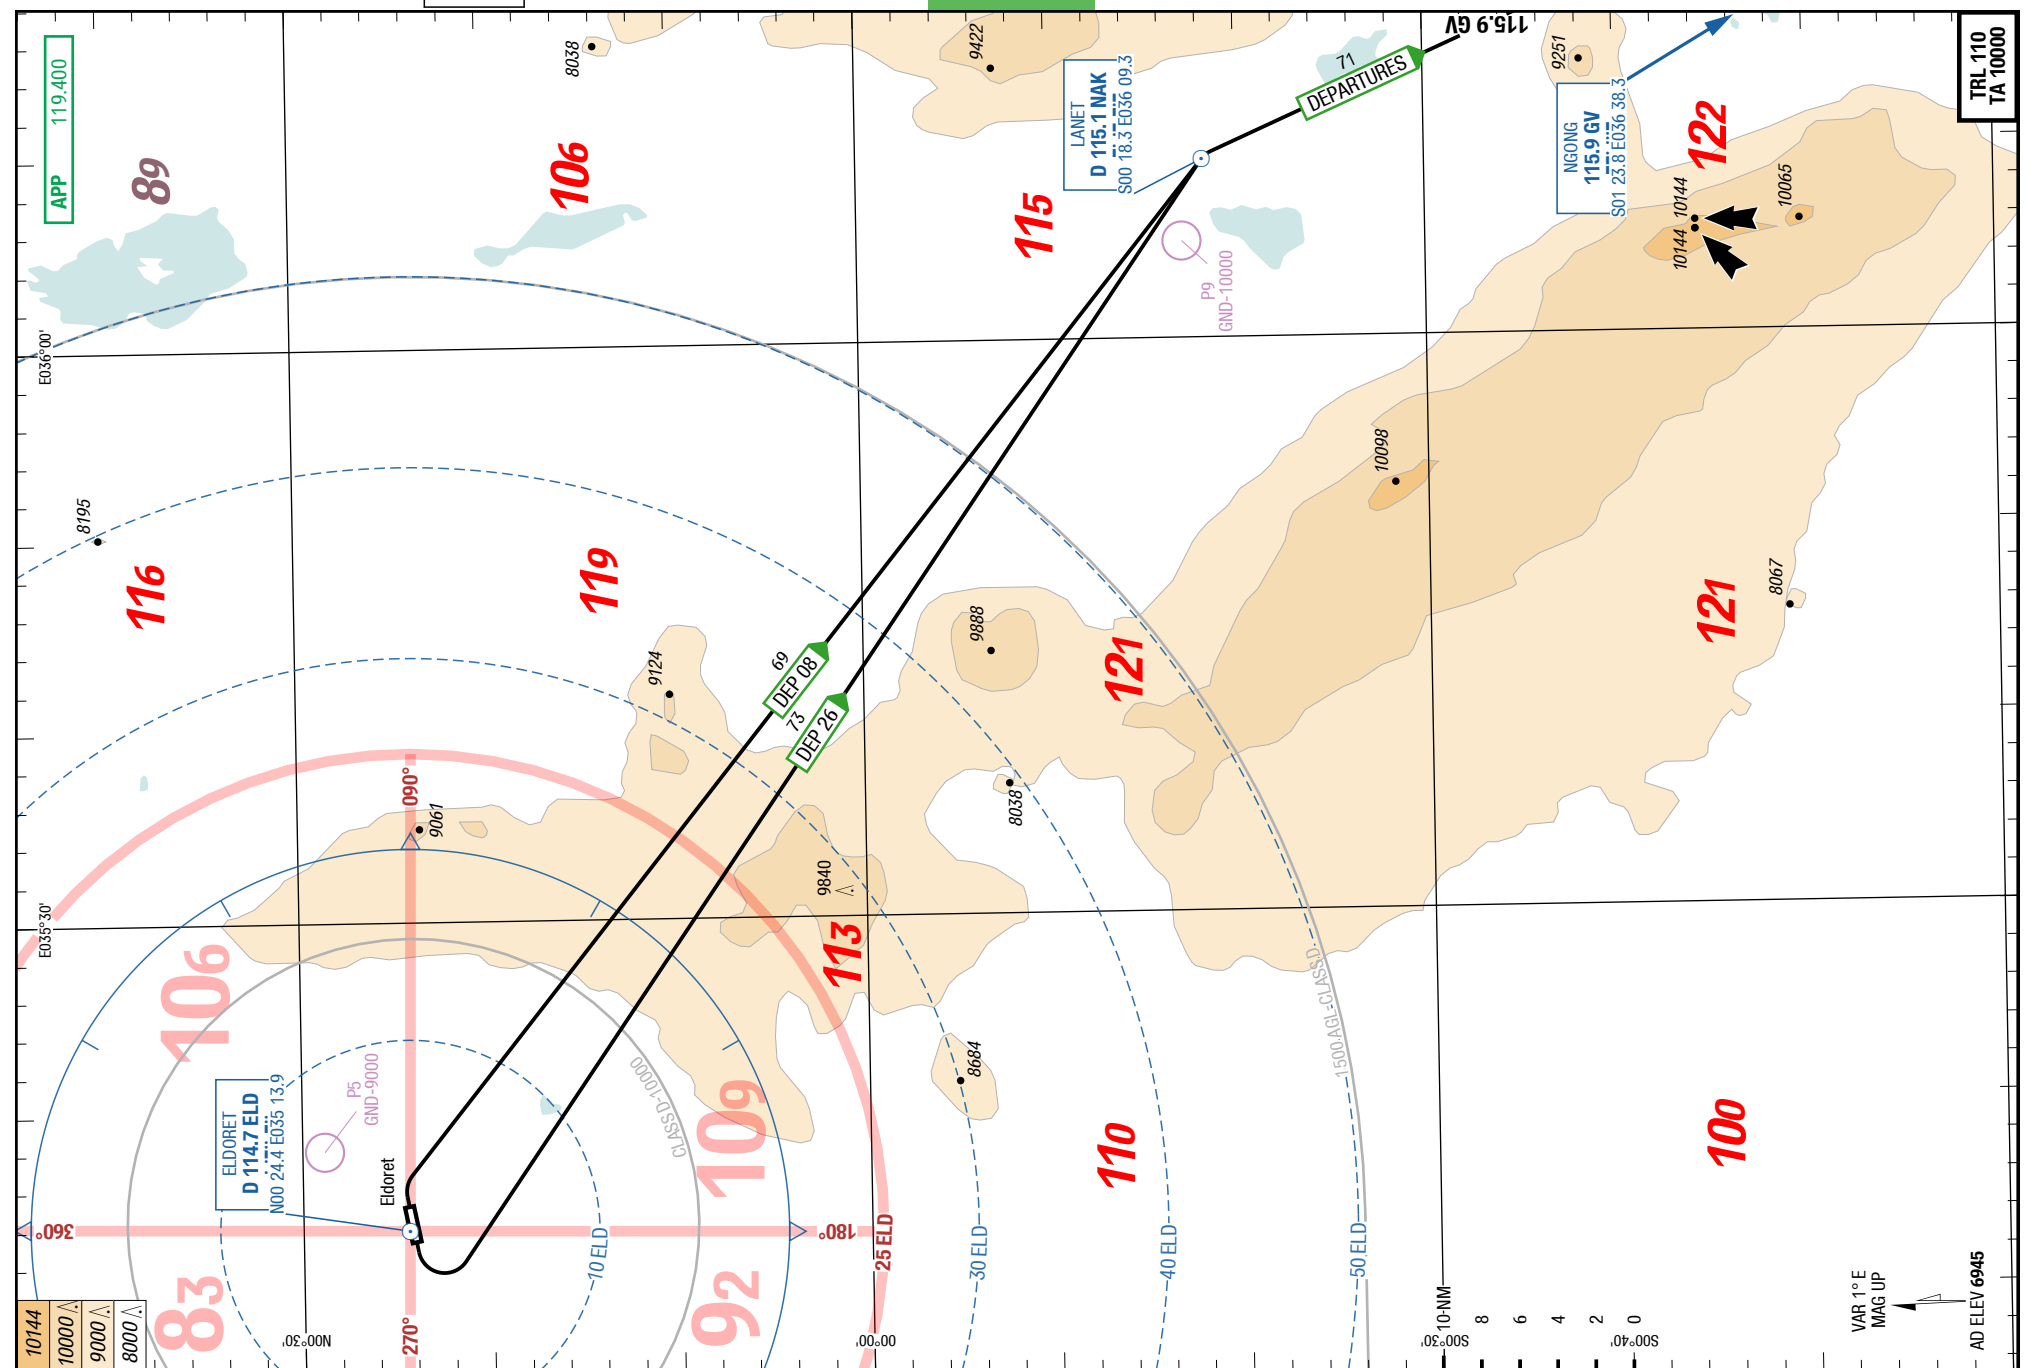 APP 119.400
89
8038
106
9422
LANET
D 115.1 NAK
S00 18.3 E036 09.3
115
71
DEPARTURES
115.9 GV
9251
NGONG
115.9 GV
S01 23.8 E036 38.3
122
TRL 110
TA 10000
10144
10144
10065
P9
GND-10000
E036°00'
8195
116
119
9124
69
DEP 08
73
DEP 26
9888
121
10098
121
8067
8038
090°
9061
9840
113
E035°30'
106
P5
GND-9000
ELDORET
D 114.7 ELD
N00 24.4 E035 13.9
Eldoret
CLASS D-10000
109
8684
1500 AGL-CLASS D
110
100
360°
180°
25 ELD
10 ELD
30 ELD
40 ELD
50 ELD
83
92
270°
N00°30'
00°00'
S00°30'
S00°40'
10 NM
8
6
4
2
0
10144
10000
9000
8000
VAR 1° E
MAG UP
AD ELEV 6945